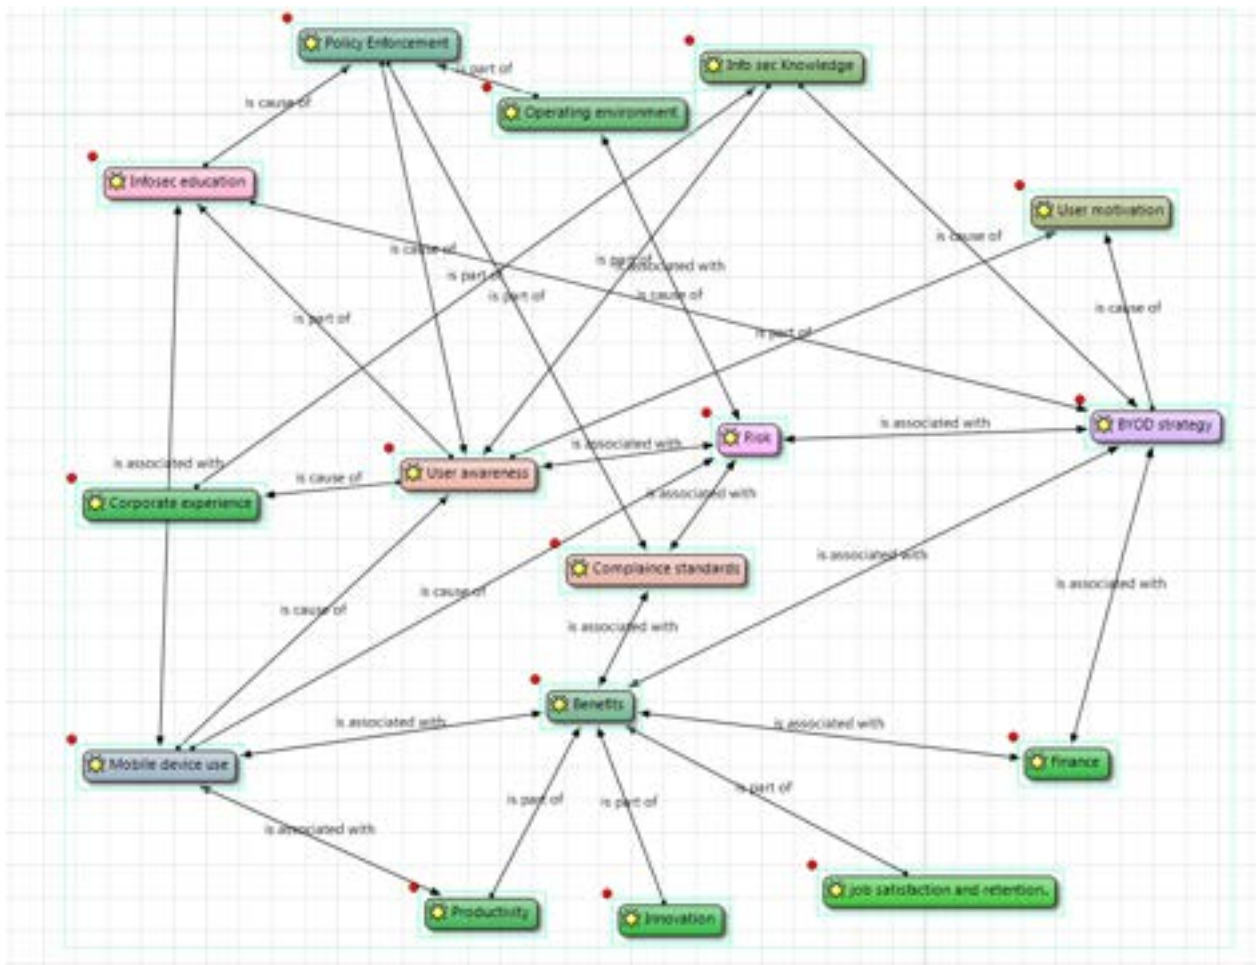 Policy Enforcement
is part of
Info sec Knowledge
is cause of
Operating environment
Infosec education
User motivation
is cause of
is cause of
is part of
is part of
is associated with
is part of
is cause of
is cause of
is part of
is part of
BYOD strategy
is associated with
Risk
is associated with
is associated with
User awareness
is cause of
is associated with
Corporate experience
is associated with
Complaince standards
is associated with
is cause of
is cause of
is associated with
Benefits
is associated with
is associated with
Mobile device use
Finance
is part of
is part of
is part of
is associated with
job satisfaction and retention.
Productivity
Innovation